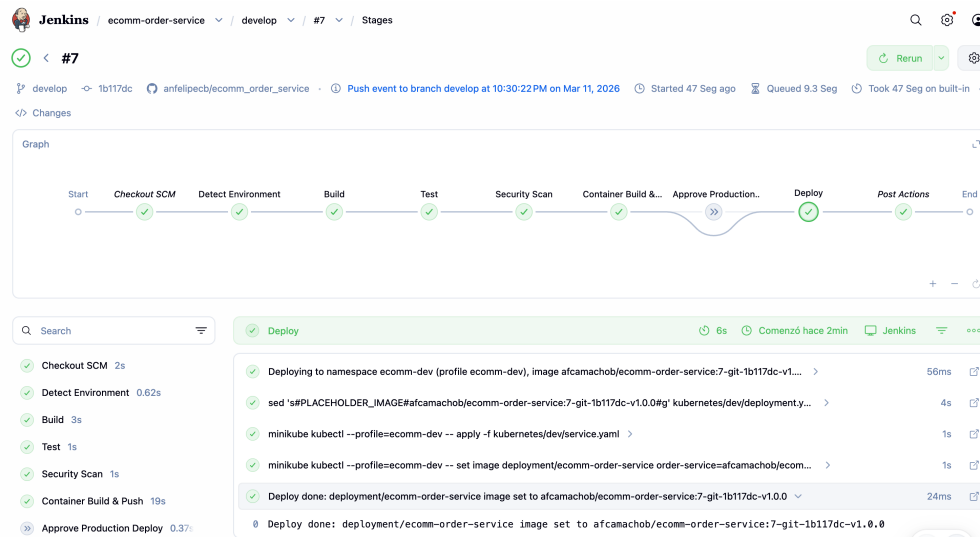 Jenkins / ecomm-order-service / develop / #7 / Stages
#7
Rerun
develop 1b117dc anfelipecb/ecomm_order_service · Push event to branch develop at 10:30:22 PM on Mar 11, 2026 Started 47 Seg ago Queued 9.3 Seg Took 47 Seg on built-in
Changes
Graph
Start Checkout SCM Detect Environment Build Test Security Scan Container Build &... Approve Production.. Deploy Post Actions End
Search
Deploy 6s Comenzó hace 2min Jenkins
Checkout SCM 2s
Detect Environment 0.62s
Build 3s
Test 1s
Security Scan 1s
Container Build & Push 19s
Approve Production Deploy
Deploying to namespace ecomm-dev (profile ecomm-dev), image afcamachob/ecomm-order-service:7-git-1b117dc-v1.... 56ms
sed 's#PLACEHOLDER_IMAGE#afcamachob/ecomm-order-service:7-git-1b117dc-v1.0.0#g' kubernetes/dev/deployment.y... 4s
minikube kubectl --profile=ecomm-dev -- apply -f kubernetes/dev/service.yaml 1s
minikube kubectl --profile=ecomm-dev -- set image deployment/ecomm-order-service order-service=afcamachob/ecom... 1s
Deploy done: deployment/ecomm-order-service image set to afcamachob/ecomm-order-service:7-git-1b117dc-v1.0.0 24ms
0 Deploy done: deployment/ecomm-order-service image set to afcamachob/ecomm-order-service:7-git-1b117dc-v1.0.0